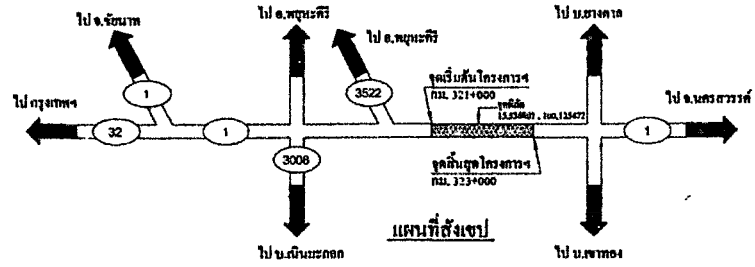 ไป จ.ชัยนาท
ไป อ.พยุหะคีรี
ไป อ.พยุหะคีรี
ไป บ.ยางตาล
ไป กรุงเทพฯ
1
3522
จุดเริ่มต้นโครงการฯ
กม. 321+000
จุดพิกัด
ไป จ.นครสวรรค์
32
1
1
3008
จุดสิ้นสุดโครงการฯ
กม. 323+000
แผนที่สังเขป
ไป บ.เนินมะกอก
ไป บ.เขาทอง